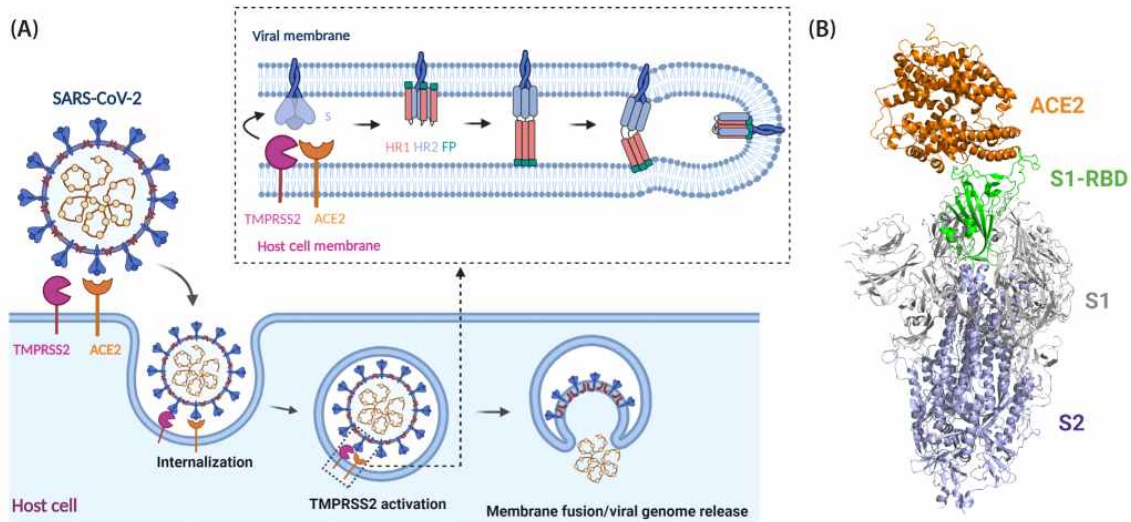 (A)
Viral membrane
SARS-CoV-2
S
HR1 HR2 FP
TMPRSS2
ACE2
Host cell membrane
TMPRSS2
ACE2
Internalization
TMPRSS2 activation
Membrane fusion/viral genome release
Host cell
(B)
ACE2
S1-RBD
S1
S2